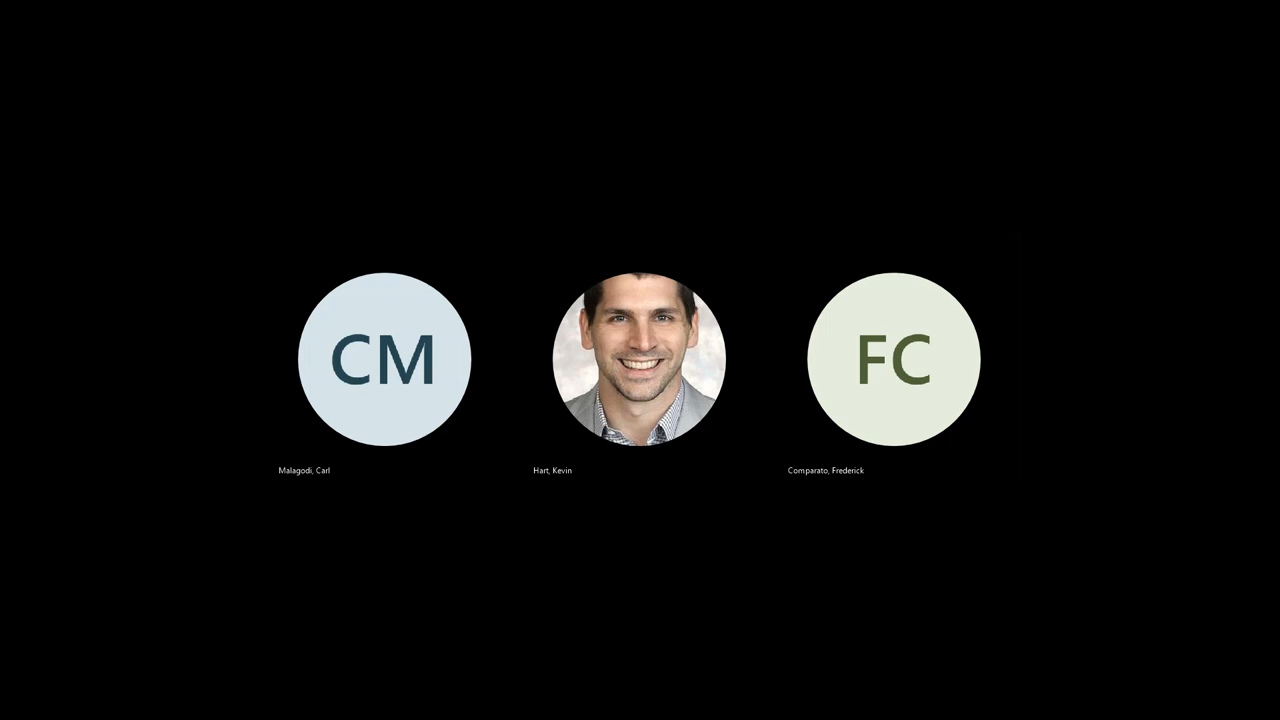 CM
FC
Malagodi, Carl
Hart, Kevin
Comparato, Frederick